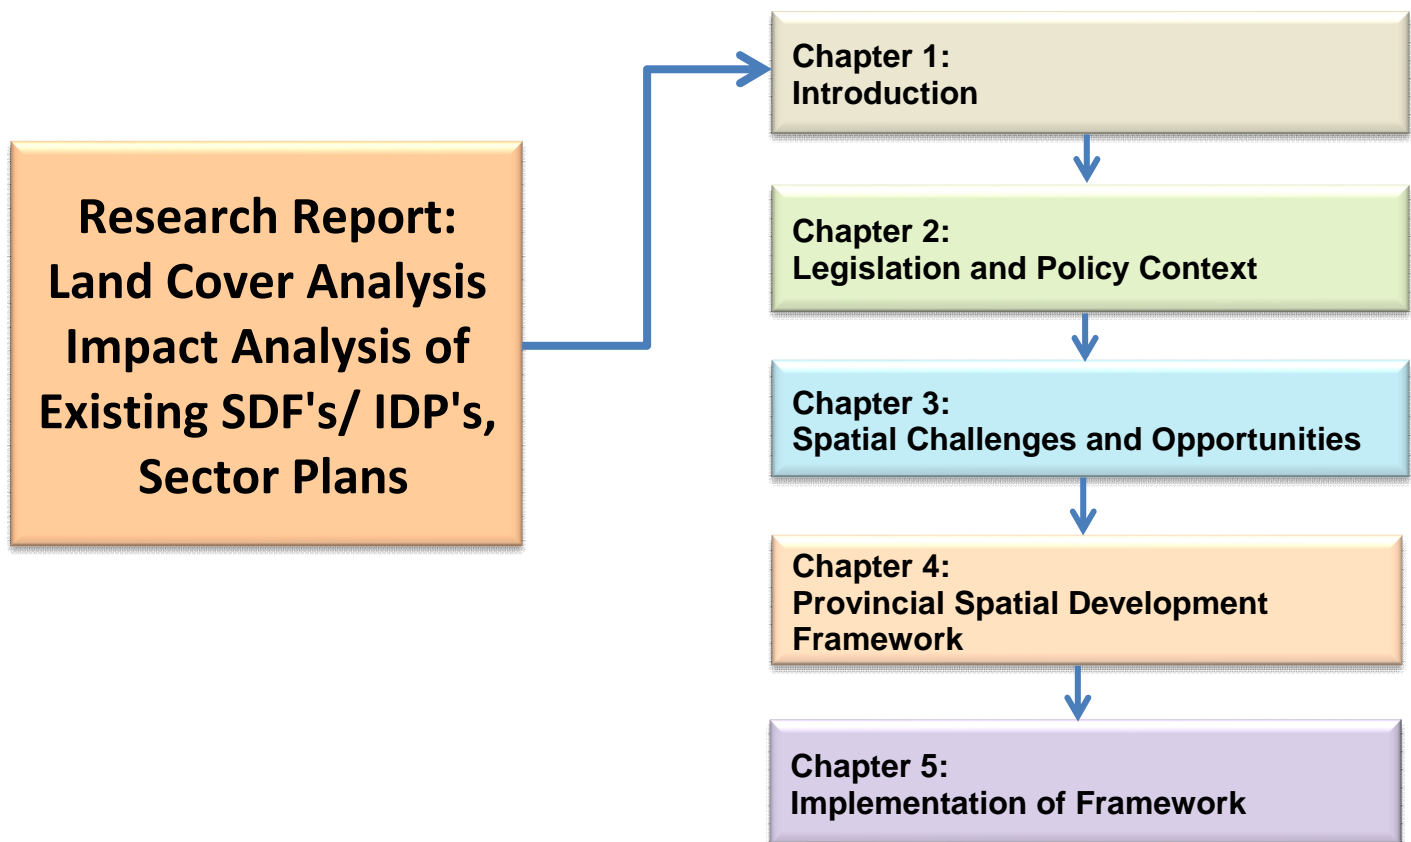 Research Report:
Land Cover Analysis
Impact Analysis of
Existing SDF's/ IDP's,
Sector Plans
Chapter 1:
Introduction
Chapter 2:
Legislation and Policy Context
Chapter 3:
Spatial Challenges and Opportunities
Chapter 4:
Provincial Spatial Development
Framework
Chapter 5:
Implementation of Framework